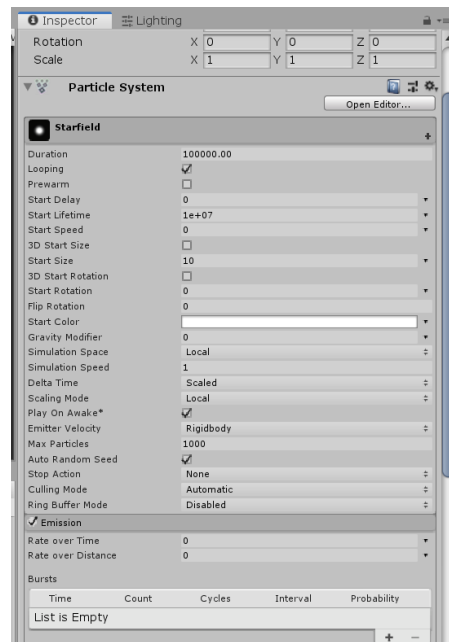 Inspector Lighting
Rotation X 0 Y 0 Z 0
Scale X 1 Y 1 Z 1
Particle System
Open Editor...
Starfield
+
Duration 100000.00
Looping
Prewarm
Start Delay 0
Start Lifetime 1e+07
Start Speed 0
3D Start Size
Start Size 10
3D Start Rotation
Start Rotation 0
Flip Rotation 0
Start Color
Gravity Modifier 0
Simulation Space Local
Simulation Speed 1
Delta Time Scaled
Scaling Mode Local
Play On Awake*
Emitter Velocity Rigidbody
Max Particles 1000
Auto Random Seed
Stop Action None
Culling Mode Automatic
Ring Buffer Mode Disabled
Emission
Rate over Time 0
Rate over Distance 0
Bursts
Time Count Cycles Interval Probability
List is Empty
+ −